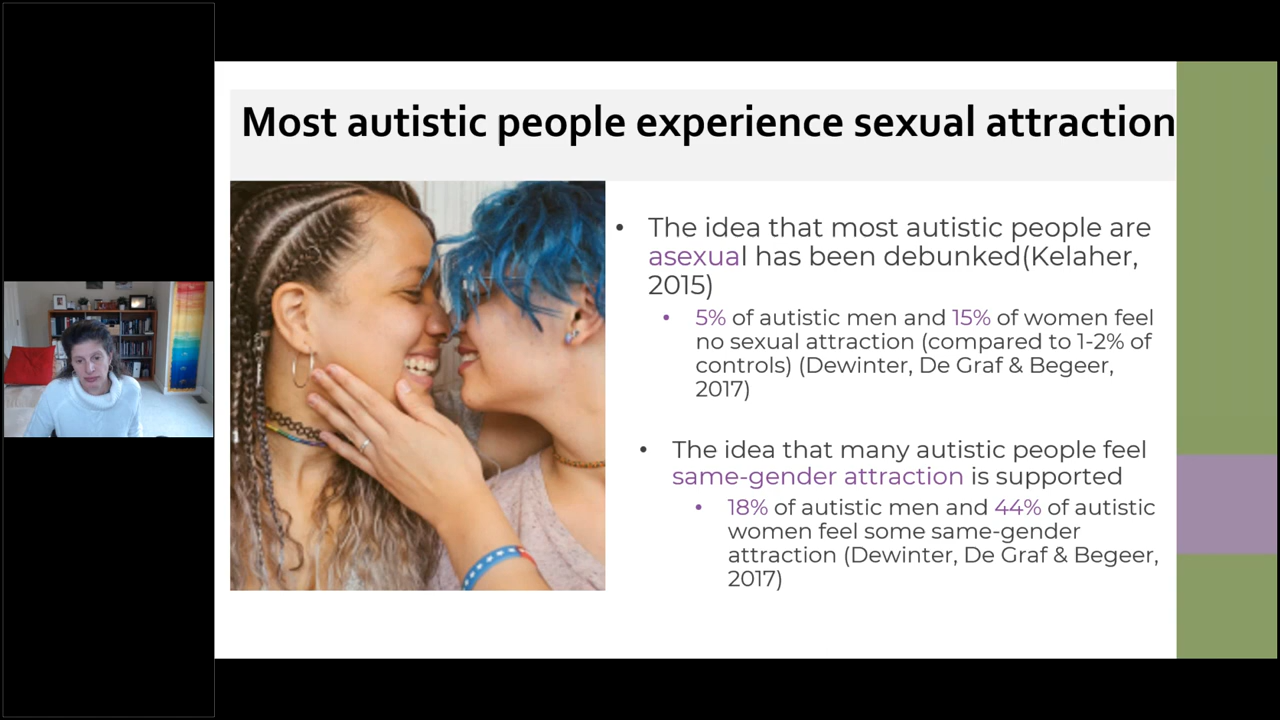 Most autistic people experience sexual attraction
• The idea that most autistic people are
asexual has been debunked(Kelaher,
2015)
• 5% of autistic men and 15% of women feel
no sexual attraction (compared to 1-2% of
controls) (Dewinter, De Graf & Begeer,
2017)
• The idea that many autistic people feel
same-gender attraction is supported
• 18% of autistic men and 44% of autistic
women feel some same-gender
attraction (Dewinter, De Graf & Begeer,
2017)